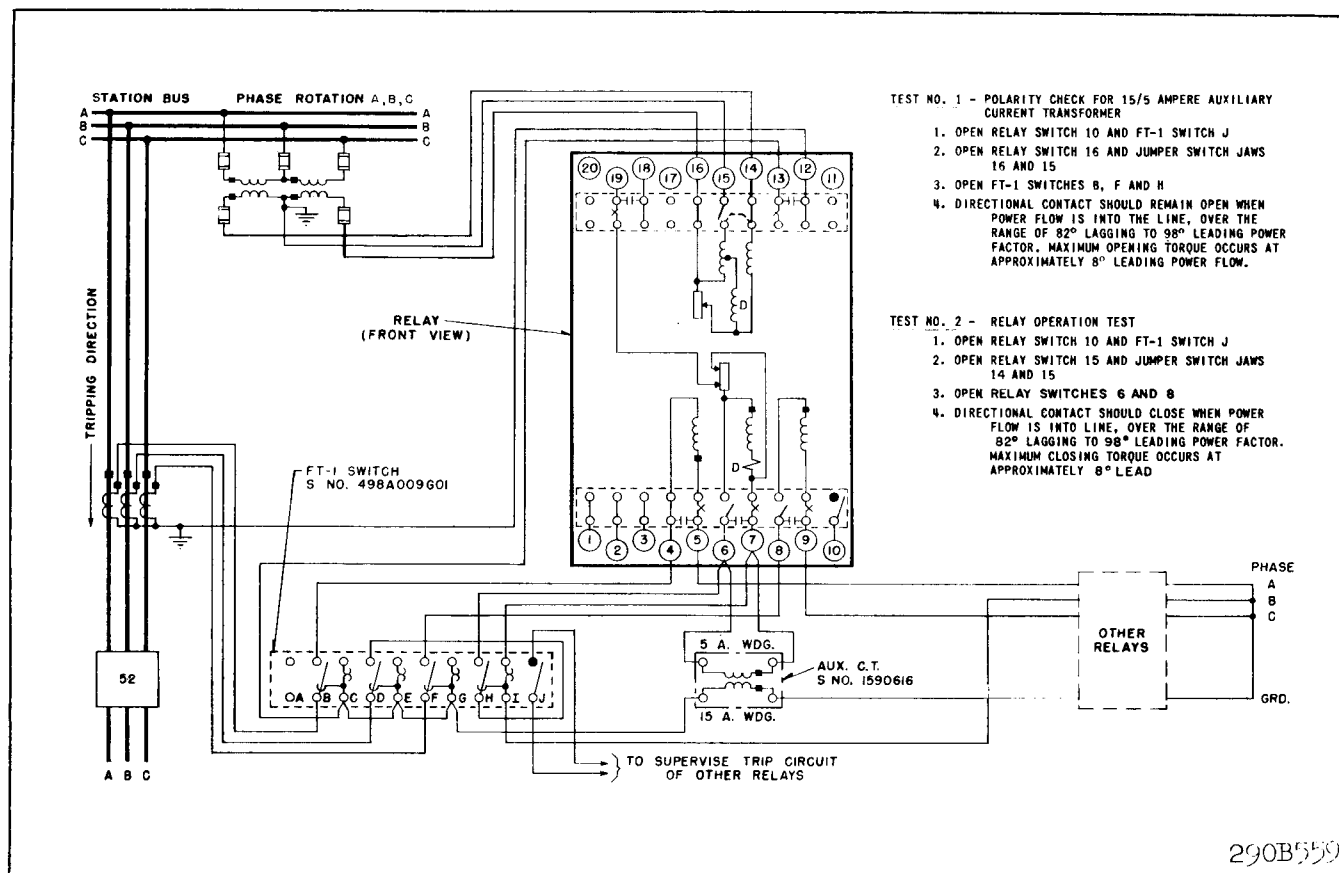 STATION BUS PHASE ROTATION A,B,C
A A
B B
C C
TRIPPING DIRECTION
RELAY
(FRONT VIEW)
20 19 18 17 16 15 14 13 12 11
D
D
1 2 3 4 5 6 7 8 9 10
TEST NO. 1 - POLARITY CHECK FOR 15/5 AMPERE AUXILIARY
CURRENT TRANSFORMER
1. OPEN RELAY SWITCH 10 AND FT-1 SWITCH J
2. OPEN RELAY SWITCH 16 AND JUMPER SWITCH JAWS
16 AND 15
3. OPEN FT-1 SWITCHES B, F AND H
4. DIRECTIONAL CONTACT SHOULD REMAIN OPEN WHEN
POWER FLOW IS INTO THE LINE, OVER THE
RANGE OF 82° LAGGING TO 98° LEADING POWER
FACTOR. MAXIMUM OPENING TORQUE OCCURS AT
APPROXIMATELY 8° LEADING POWER FLOW.
TEST NO. 2 - RELAY OPERATION TEST
1. OPEN RELAY SWITCH 10 AND FT-1 SWITCH J
2. OPEN RELAY SWITCH 15 AND JUMPER SWITCH JAWS
14 AND 15
3. OPEN RELAY SWITCHES 6 AND 8
4. DIRECTIONAL CONTACT SHOULD CLOSE WHEN POWER
FLOW IS INTO LINE, OVER THE RANGE OF
82° LAGGING TO 98° LEADING POWER FACTOR.
MAXIMUM CLOSING TORQUE OCCURS AT
APPROXIMATELY 8° LEAD
FT-1 SWITCH
S NO. 498A009G01
A B C D E F G H I J
5 A. WDG.
15 A. WDG.
AUX. C.T.
S NO. 1590616
OTHER
RELAYS
PHASE
A
B
C
GRD.
52
A B C
TO SUPERVISE TRIP CIRCUIT
OF OTHER RELAYS
290B559